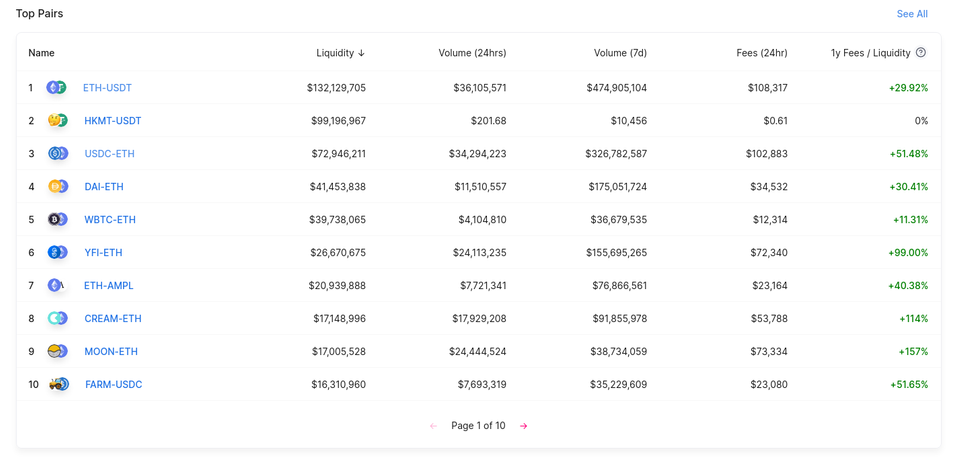 Top Pairs See All
Name Liquidity ↓ Volume (24hrs) Volume (7d) Fees (24hr) 1y Fees / Liquidity ?
1 ETH-USDT $132,129,705 $36,105,571 $474,905,104 $108,317 +29.92%
2 HKMT-USDT $99,196,967 $201.68 $10,456 $0.61 0%
3 USDC-ETH $72,946,211 $34,294,223 $326,782,587 $102,883 +51.48%
4 DAI-ETH $41,453,838 $11,510,557 $175,051,724 $34,532 +30.41%
5 WBTC-ETH $39,738,065 $4,104,810 $36,679,535 $12,314 +11.31%
6 YFI-ETH $26,670,675 $24,113,235 $155,695,265 $72,340 +99.00%
7 ETH-AMPL $20,939,888 $7,721,341 $76,866,561 $23,164 +40.38%
8 CREAM-ETH $17,148,996 $17,929,208 $91,855,978 $53,788 +114%
9 MOON-ETH $17,005,528 $24,444,524 $38,734,059 $73,334 +157%
10 FARM-USDC $16,310,960 $7,693,319 $35,229,609 $23,080 +51.65%
← Page 1 of 10 →